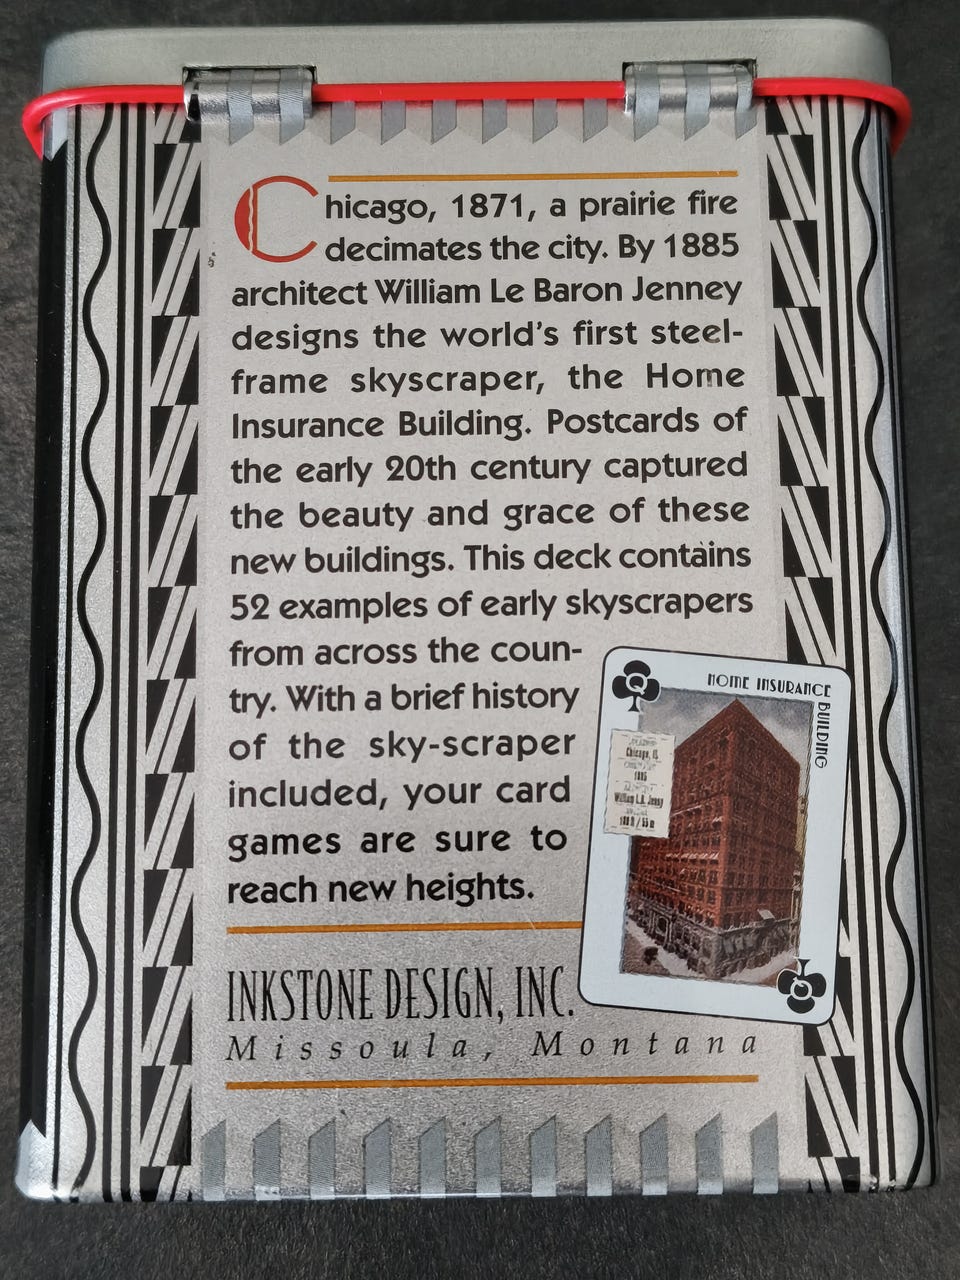 Chicago, 1871, a prairie fire
decimates the city. By 1885
architect William Le Baron Jenney
designs the world's first steel-
frame skyscraper, the Home
Insurance Building. Postcards of
the early 20th century captured
the beauty and grace of these
new buildings. This deck contains
52 examples of early skyscrapers
from across the coun-
try. With a brief history
of the sky-scraper
included, your card
games are sure to
reach new heights.
Q
HOME INSURANCE
BUILDING
Chicago, IL
1885
William L.B. Jenny
180 ft / 55 m
Q
INKSTONE DESIGN, INC.
Missoula, Montana